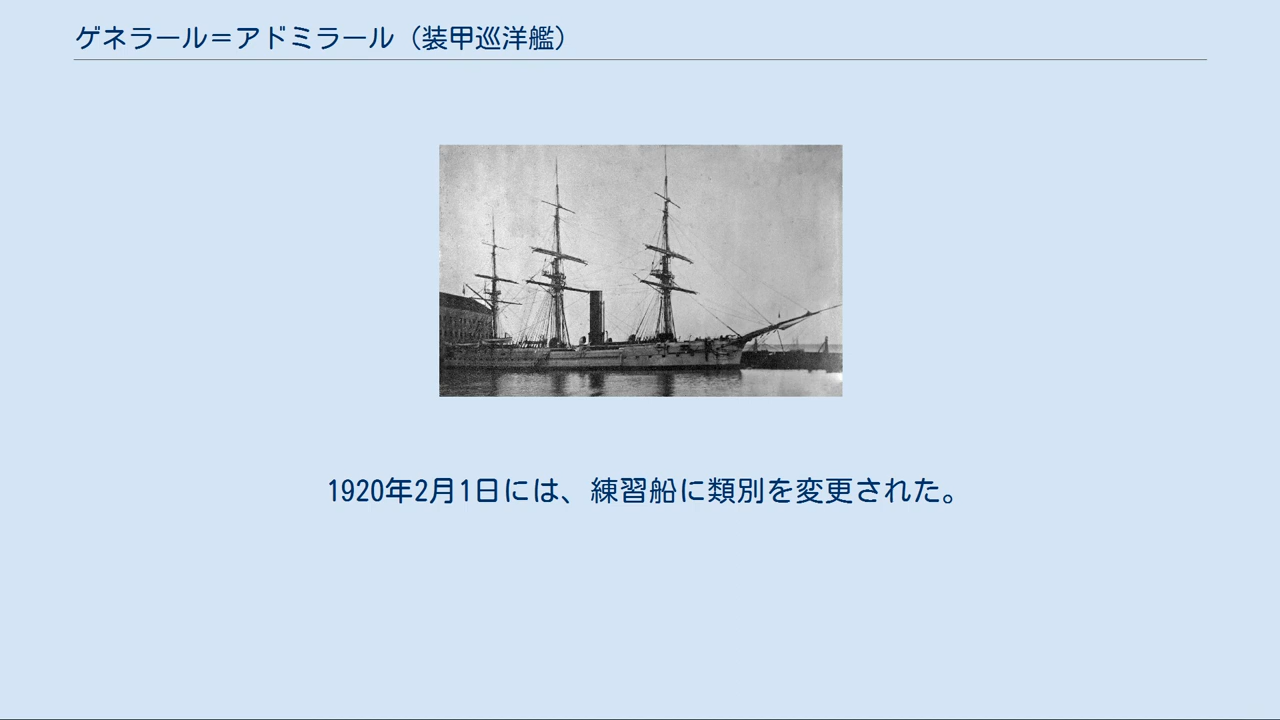 ゲネラール＝アドミラール（装甲巡洋艦）
1920年2月1日には、練習船に類別を変更された。